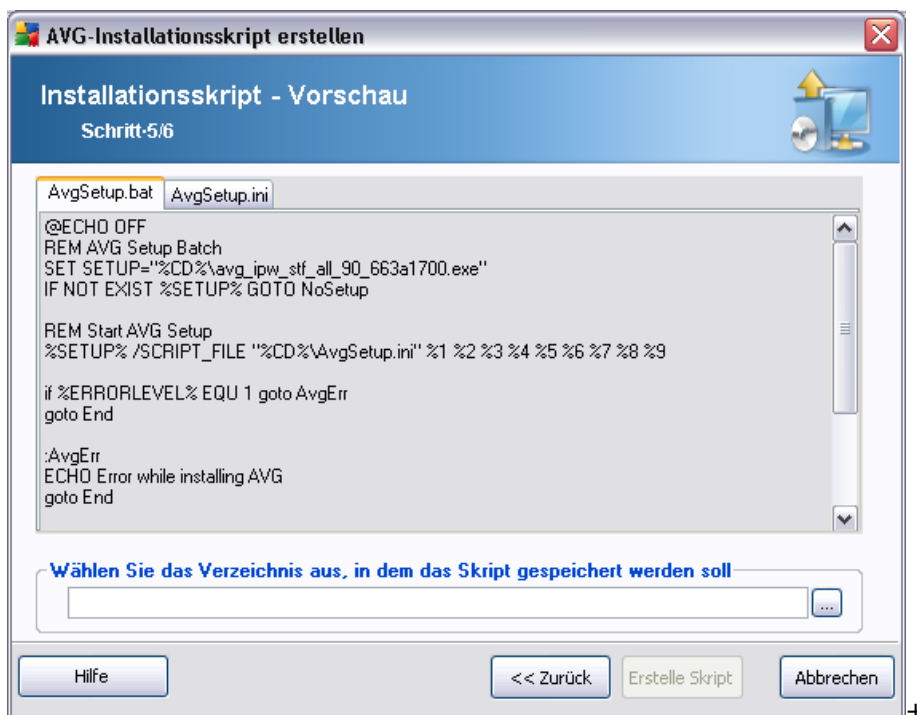 AVG-Installationsskript erstellen
Installationsskript - Vorschau
Schritt-5/6
AvgSetup.bat
AvgSetup.ini
@ECHO OFF
REM AVG Setup Batch
SET SETUP="%CD%\avg_ipw_stf_all_90_663a1700.exe"
IF NOT EXIST %SETUP% GOTO NoSetup
REM Start AVG Setup
%SETUP% /SCRIPT_FILE "%CD%\AvgSetup.ini" %1 %2 %3 %4 %5 %6 %7 %8 %9
if %ERRORLEVEL% EQU 1 goto AvgErr
goto End
:AvgErr
ECHO Error while installing AVG
goto End
Wählen Sie das Verzeichnis aus, in dem das Skript gespeichert werden soll
...
Hilfe
<< Zurück
Erstelle Skript
Abbrechen